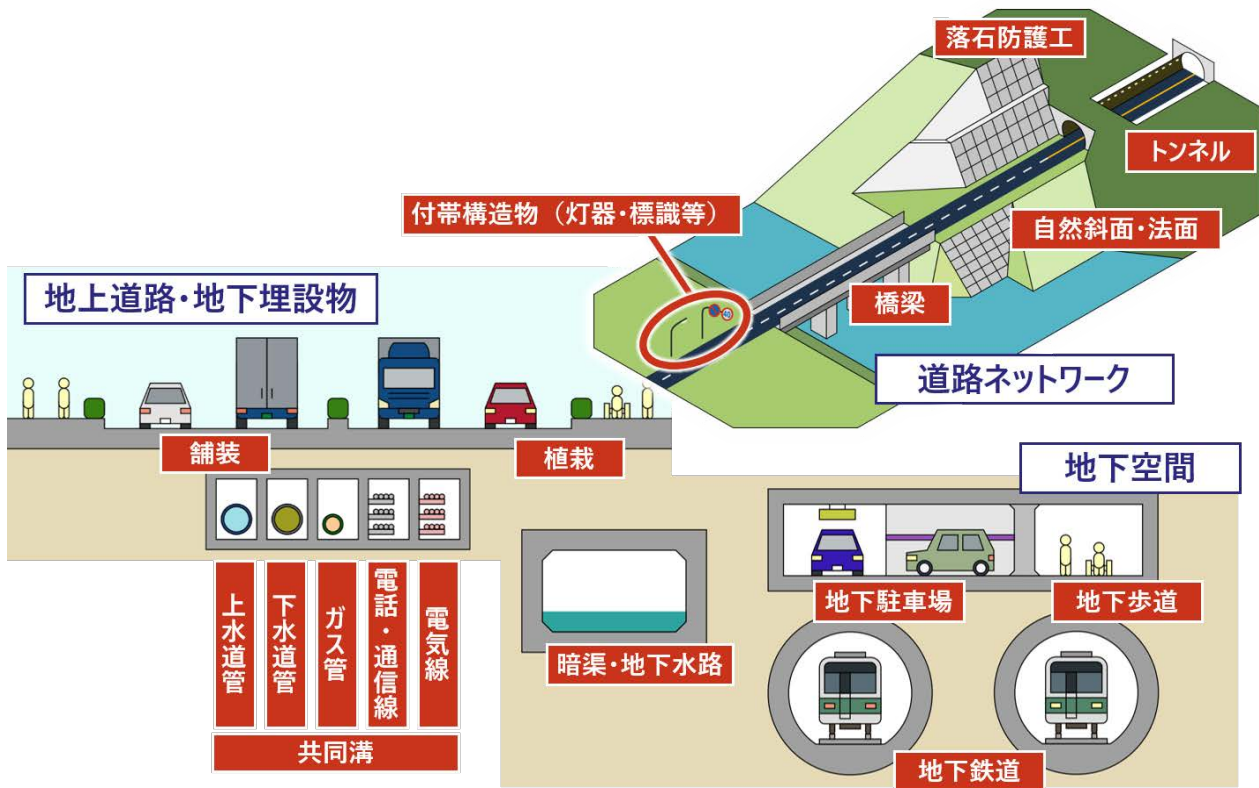 落石防護工
トンネル
付帯構造物（灯器・標識等）
自然斜面・法面
橋梁
40
道路ネットワーク
地上道路・地下埋設物
舗装
植栽
上水道管
下水道管
ガス管
電話・通信線
電気線
共同溝
暗渠・地下水路
地下空間
地下駐車場
地下歩道
地下鉄道